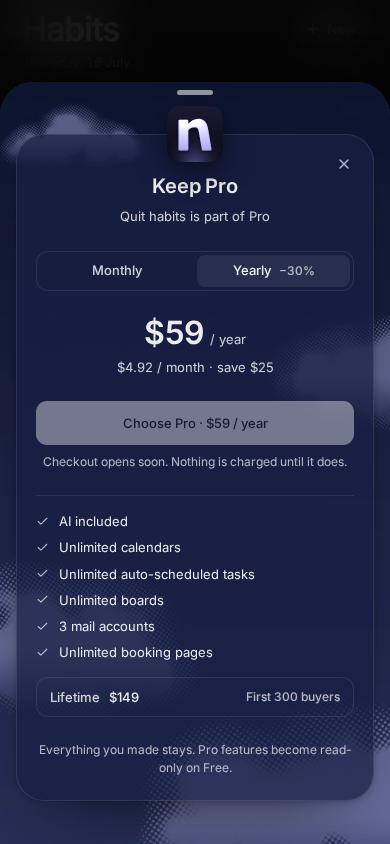 Habits
+ New
19 July
n
Keep Pro
Quit habits is part of Pro
Monthly
Yearly −30%
$59 / year
$4.92 / month · save $25
Choose Pro · $59 / year
Checkout opens soon. Nothing is charged until it does.
AI included
Unlimited calendars
Unlimited auto-scheduled tasks
Unlimited boards
3 mail accounts
Unlimited booking pages
Lifetime $149 First 300 buyers
Everything you made stays. Pro features become read-
only on Free.